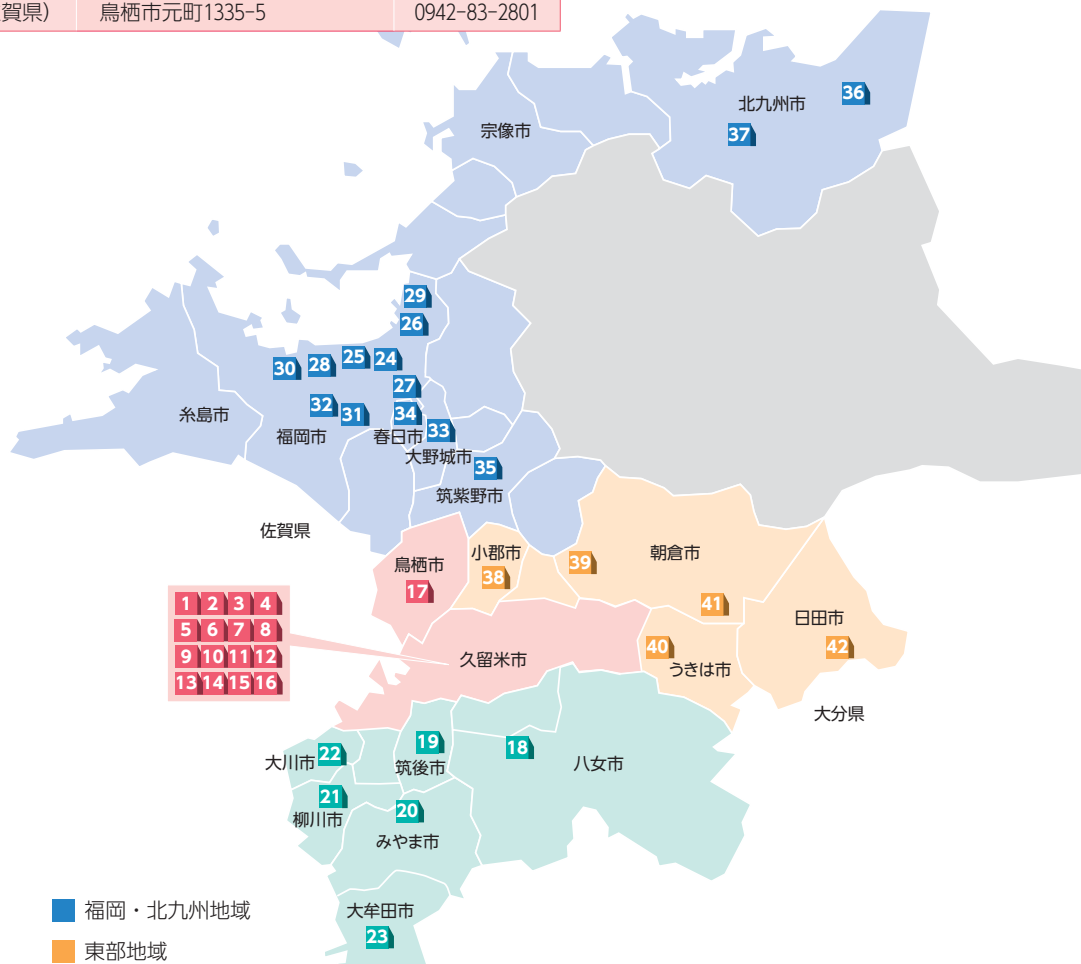 賀県) 鳥栖市元町1335-5 0942-83-2801
36
北九州市
37
宗像市
29
26
25 24
30 28
27
32 31 34
糸島市
福岡市 春日市 33
大野城市
35
筑紫野市
佐賀県
小郡市 朝倉市
鳥栖市 39
38
17
1 2 3 4
41
日田市
5 6 7 8
40 42
久留米市
9 10 11 12
うきは市
13 14 15 16
大分県
19 18
22
大川市 筑後市 八女市
21
20
柳川市
みやま市
福岡・北九州地域
大牟田市
23
東部地域